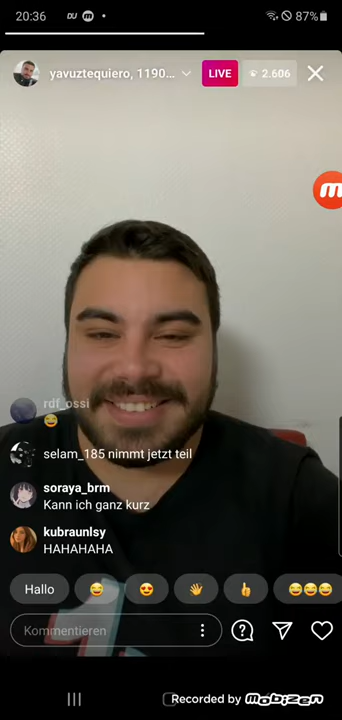 20:36
87%
yavuztequiero, 1190...
LIVE
2.606
rdf_ossi
😂
selam_185 nimmt jetzt teil
soraya_brm
Kann ich ganz kurz
kubraunlsy
HAHAHAHA
Hallo 😅 😍 👋 👍 😂😂😂
Kommentieren
Recorded by mobizen